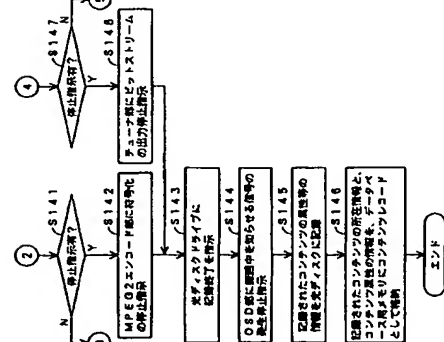 ②
④
S141
停止指示有?
N
Y
S147
停止指示有?
N
Y
⑤
S142
MPEG2エンコード部に符号化
の停止指示
S148
チューナ部にビットストリーム
の出力停止指示
S143
光ディスクドライブに
記録終了を指示
S144
OSD部に録画中を知らせる信号の
発生停止指示
S145
記録されたコンテンツの属性等の
情報を光ディスクに記録
S146
記録されたコンテンツの所在情報と、
コンテンツ属性の情報を、データベ
ース用メモリにコンテンツレコード
として格納
エンド